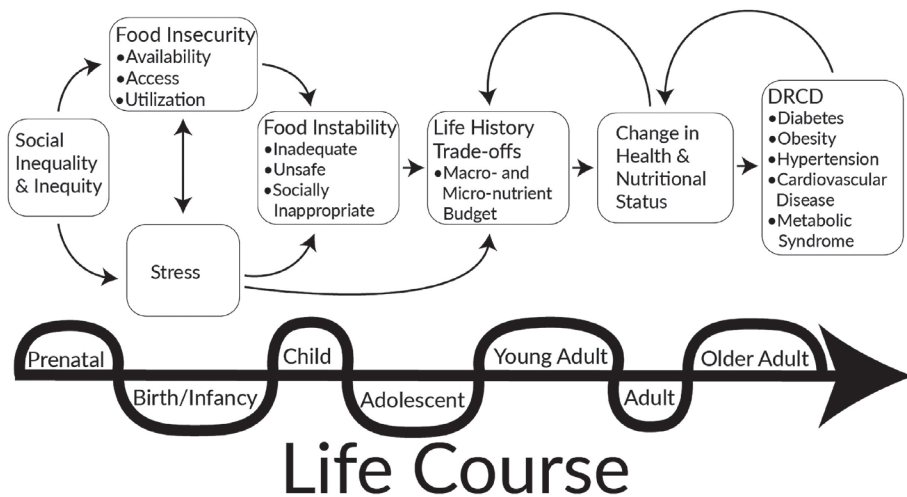 Food Insecurity
•Availability
•Access
•Utilization
Social
Inequality
& Inequity
Stress
Food Instability
•Inadequate
•Unsafe
•Socially
Inappropriate
Life History
Trade-offs
•Macro- and
Micro-nutrient
Budget
Change in
Health &
Nutritional
Status
DRCD
•Diabetes
•Obesity
•Hypertension
•Cardiovascular
Disease
•Metabolic
Syndrome
Prenatal
Birth/Infancy
Child
Adolescent
Young Adult
Adult
Older Adult
Life Course